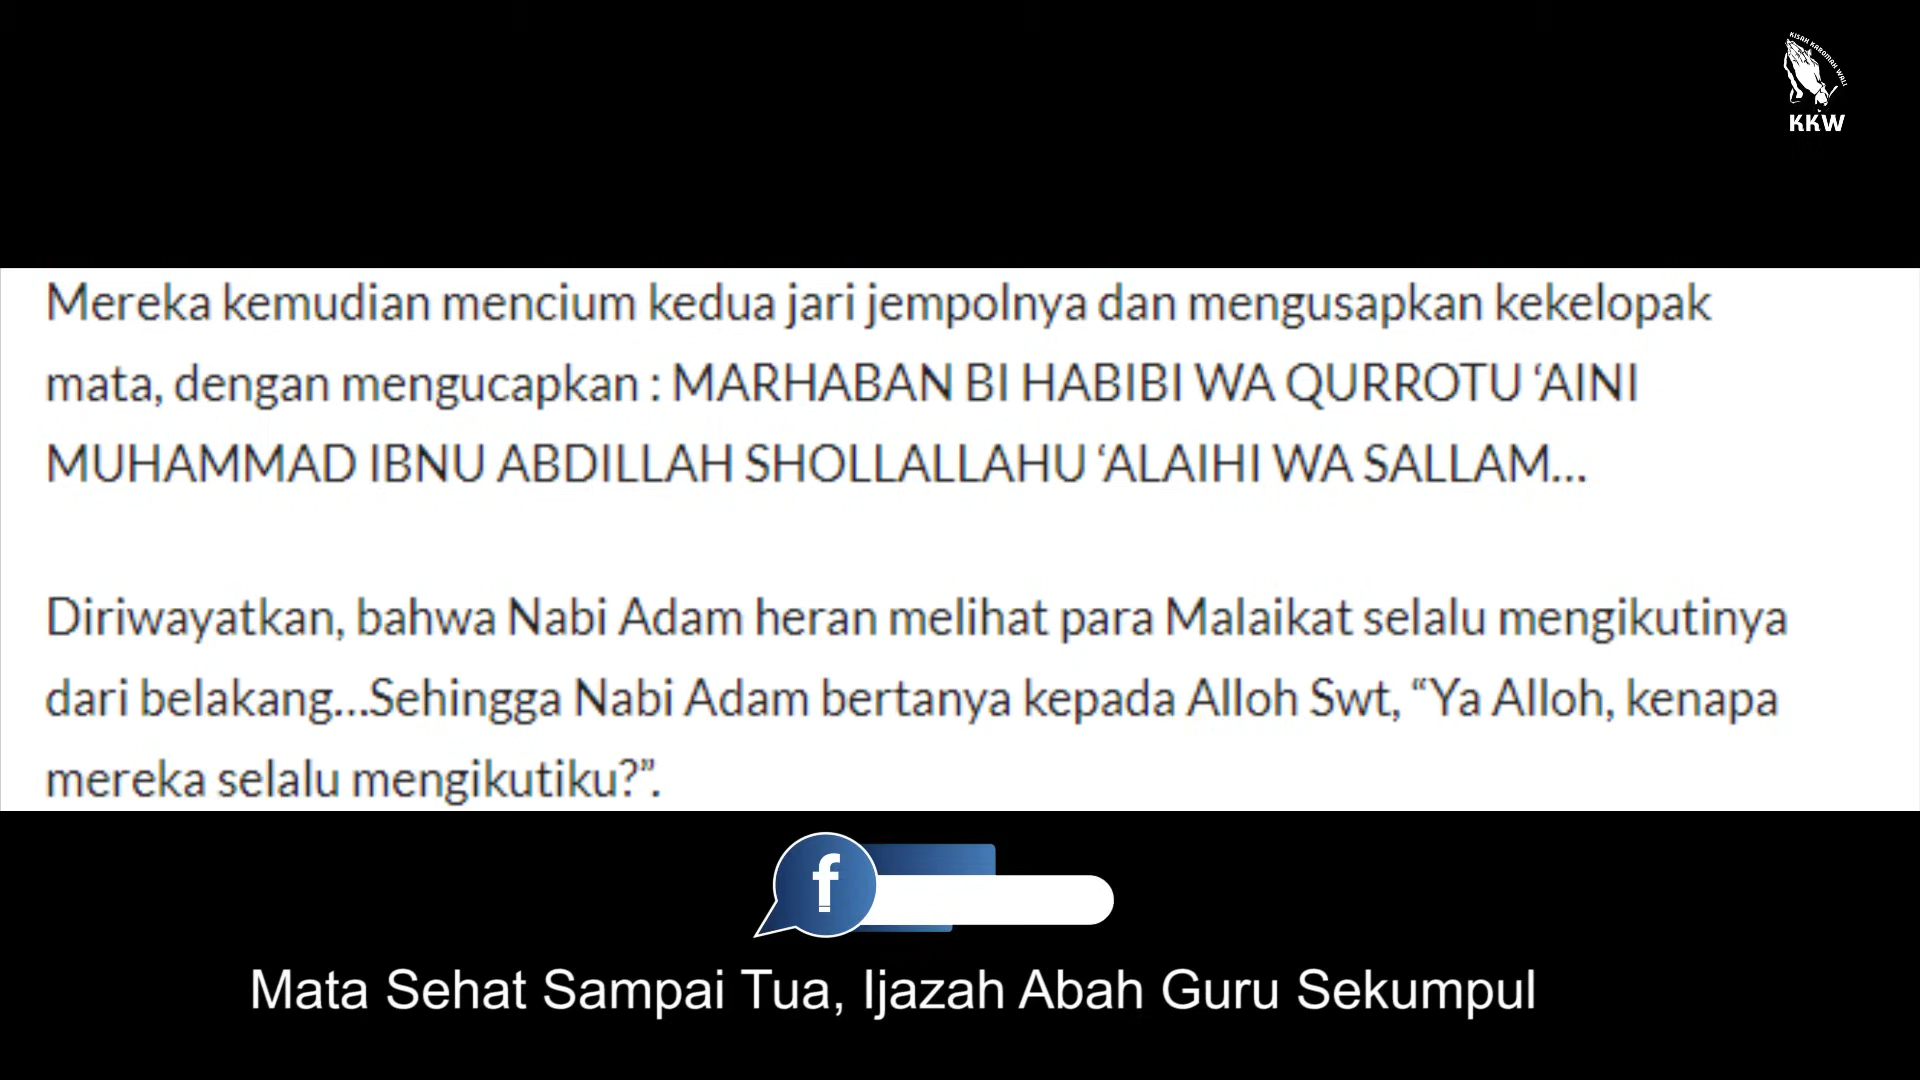 KISAH KAROMAH WALI
KKW
Mereka kemudian mencium kedua jari jempolnya dan mengusapkan kekelopak
mata, dengan mengucapkan : MARHABAN BI HABIBI WA QURROTU ‘AINI
MUHAMMAD IBNU ABDILLAH SHOLLALLAHU ‘ALAIHI WA SALLAM...
Diriwayatkan, bahwa Nabi Adam heran melihat para Malaikat selalu mengikutinya
dari belakang...Sehingga Nabi Adam bertanya kepada Alloh Swt, “Ya Alloh, kenapa
mereka selalu mengikutiku?”.
f
Mata Sehat Sampai Tua, Ijazah Abah Guru Sekumpul